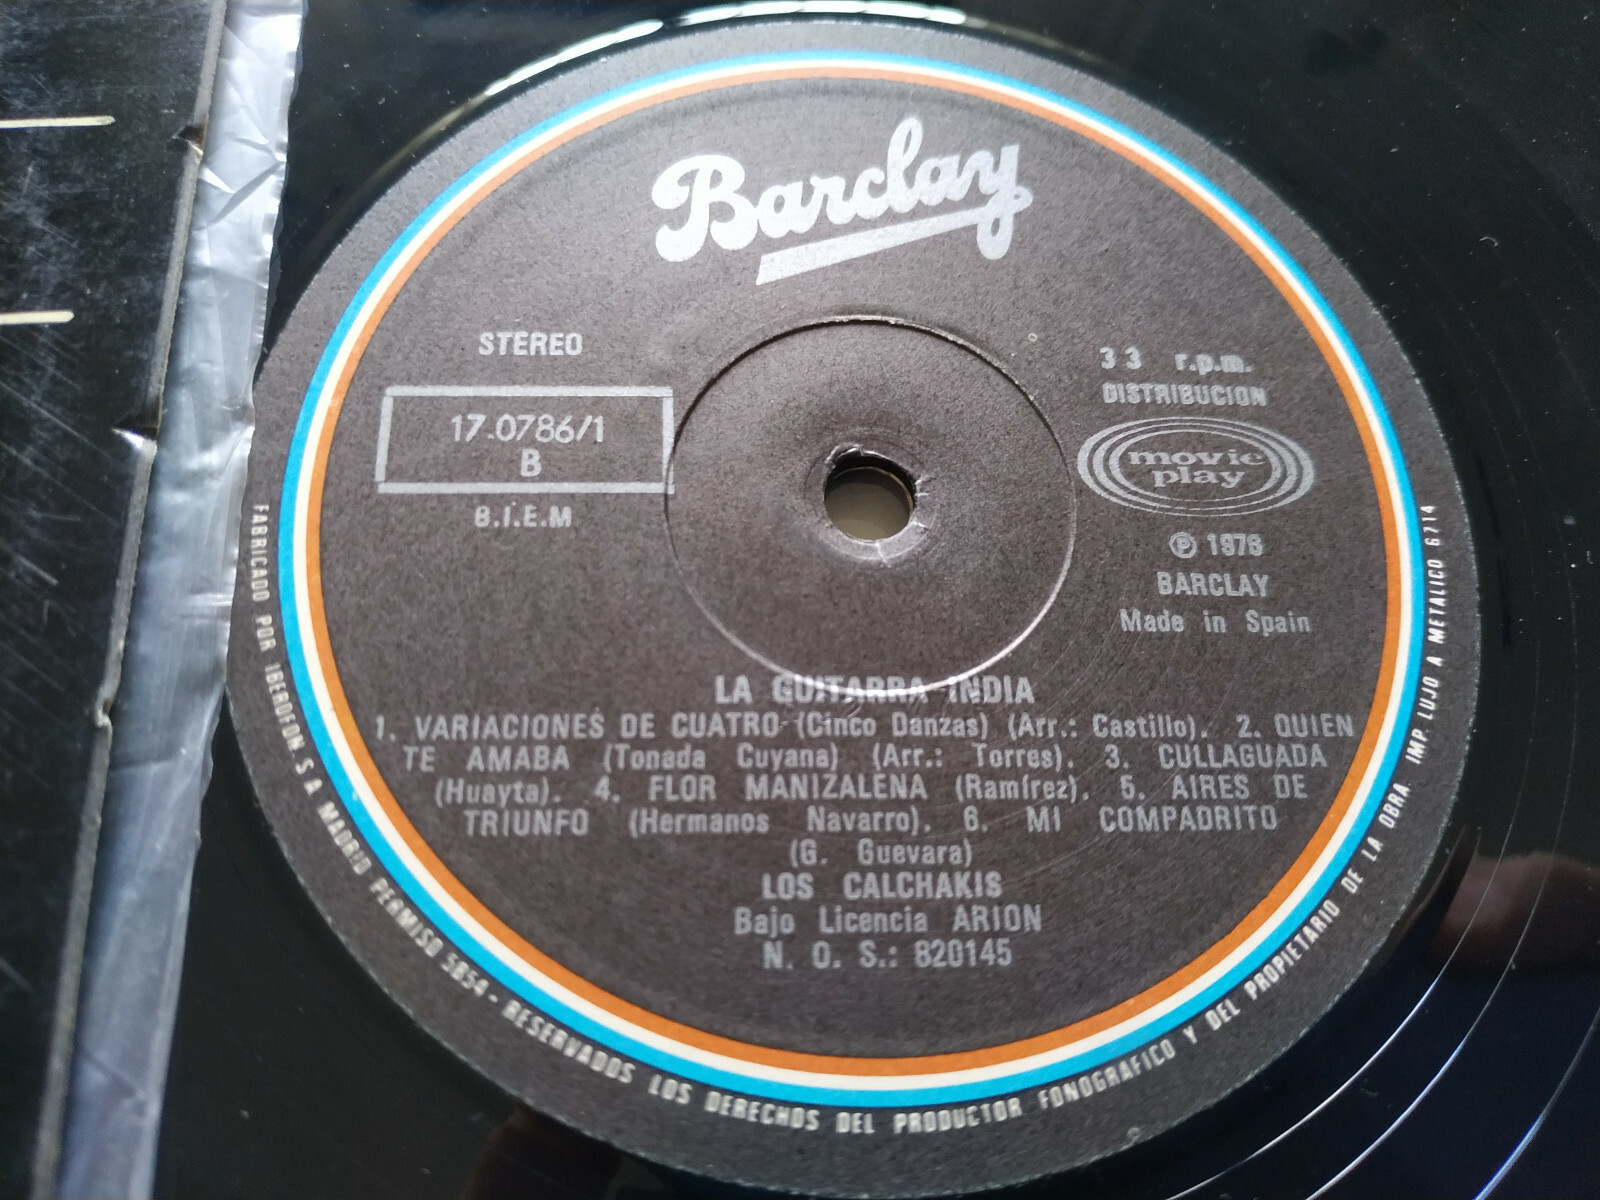 Barclay
STEREO
17.0786/1
B
B.I.E.M
33 r.p.m.
DISTRIBUCION
movie
play
Ⓟ 1976
BARCLAY
Made in Spain
LA GUITARRA INDIA
1. VARIACIONES DE CUATRO (Cinco Danzas) (Arr.: Castillo). 2. QUIEN
TE AMABA (Tonada Cuyana) (Arr.: Torres). 3. CULLAGUADA
(Huayta). 4. FLOR MANIZALENA (Ramírez). 5. AIRES DE
TRIUNFO (Hermanos Navarro). 6. MI COMPADRITO
(G. Guevara)
LOS CALCHAKIS
Bajo Licencia ARION
N. O. S.: 820145
FABRICADO POR IBEROFON, S.A. MADRID PERMISO 5854 - RESERVADOS LOS DERECHOS DEL PRODUCTOR FONOGRAFICO Y DEL PROPIETARIO DE LA OBRA. IMP. LUJO A METALICO 6714